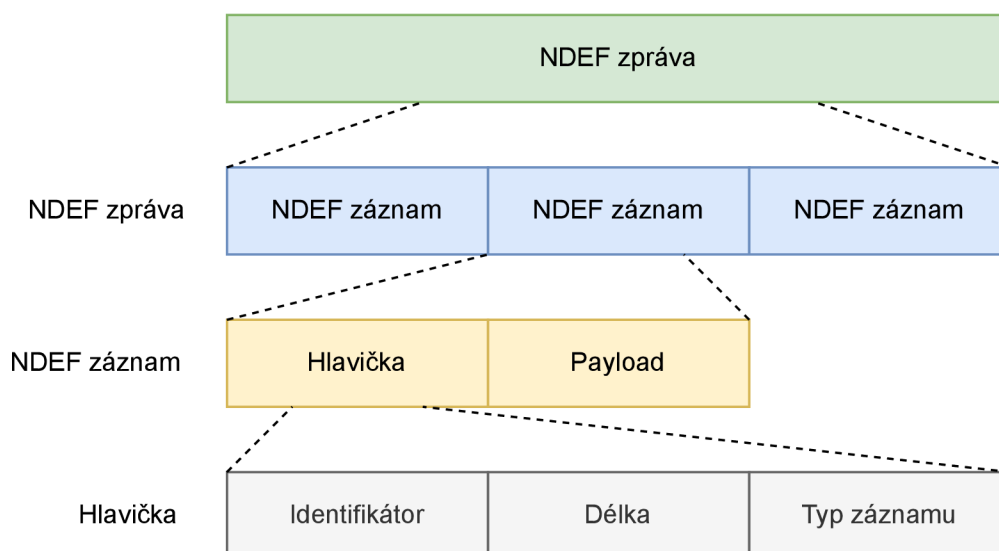 NDEF zpráva
NDEF zpráva NDEF záznam NDEF záznam NDEF záznam
NDEF záznam Hlavička Payload
Hlavička Identifikátor Délka Typ záznamu